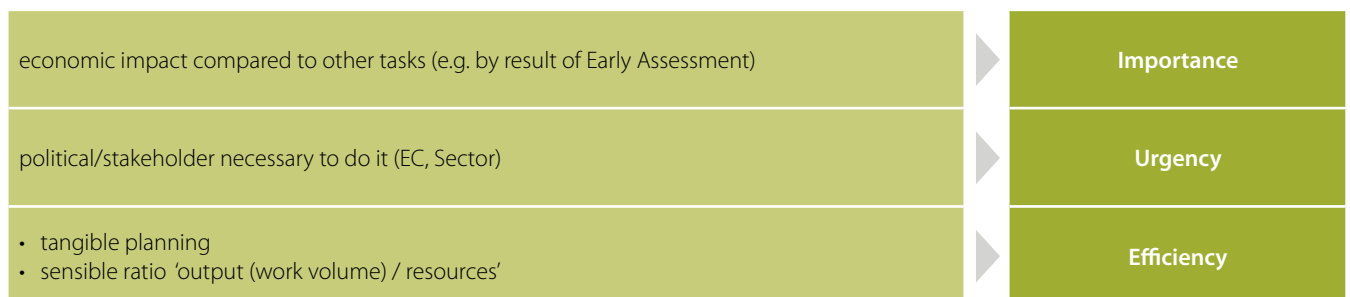 economic impact compared to other tasks (e.g. by result of Early Assessment)
Importance
political/stakeholder necessary to do it (EC, Sector)
Urgency
• tangible planning
• sensible ratio ‘output (work volume) / resources’
Efficiency